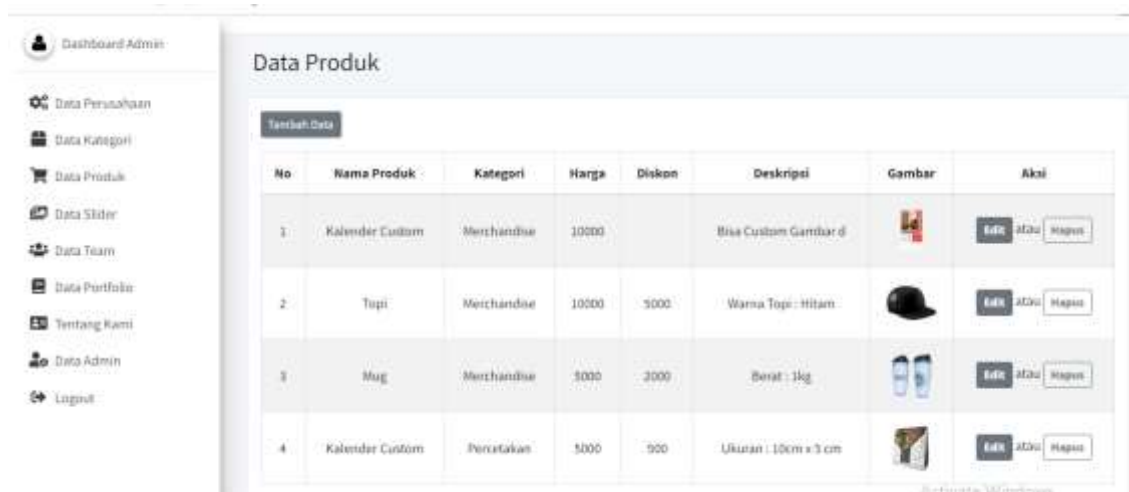 Dashboard Admin
Data Produk
Data Perusahaan
Data Kategori
Data Produk
Data Slider
Data Team
Data Portfolio
Tentang Kami
Data Admin
Logout
Tambah Data
No Nama Produk Kategori Harga Diskon Deskripsi Gambar Aksi
1 Kalender Custom Merchandise 10000 Bisa Custom Gambar d Edit atau Hapus
2 Topi Merchandise 10000 5000 Warna Topi : Hitam Edit atau Hapus
3 Mug Merchandise 5000 2000 Berat : 1kg Edit atau Hapus
4 Kalender Custom Percetakan 5000 500 Ukuran : 10cm x 5 cm Edit atau Hapus
Activate Windows